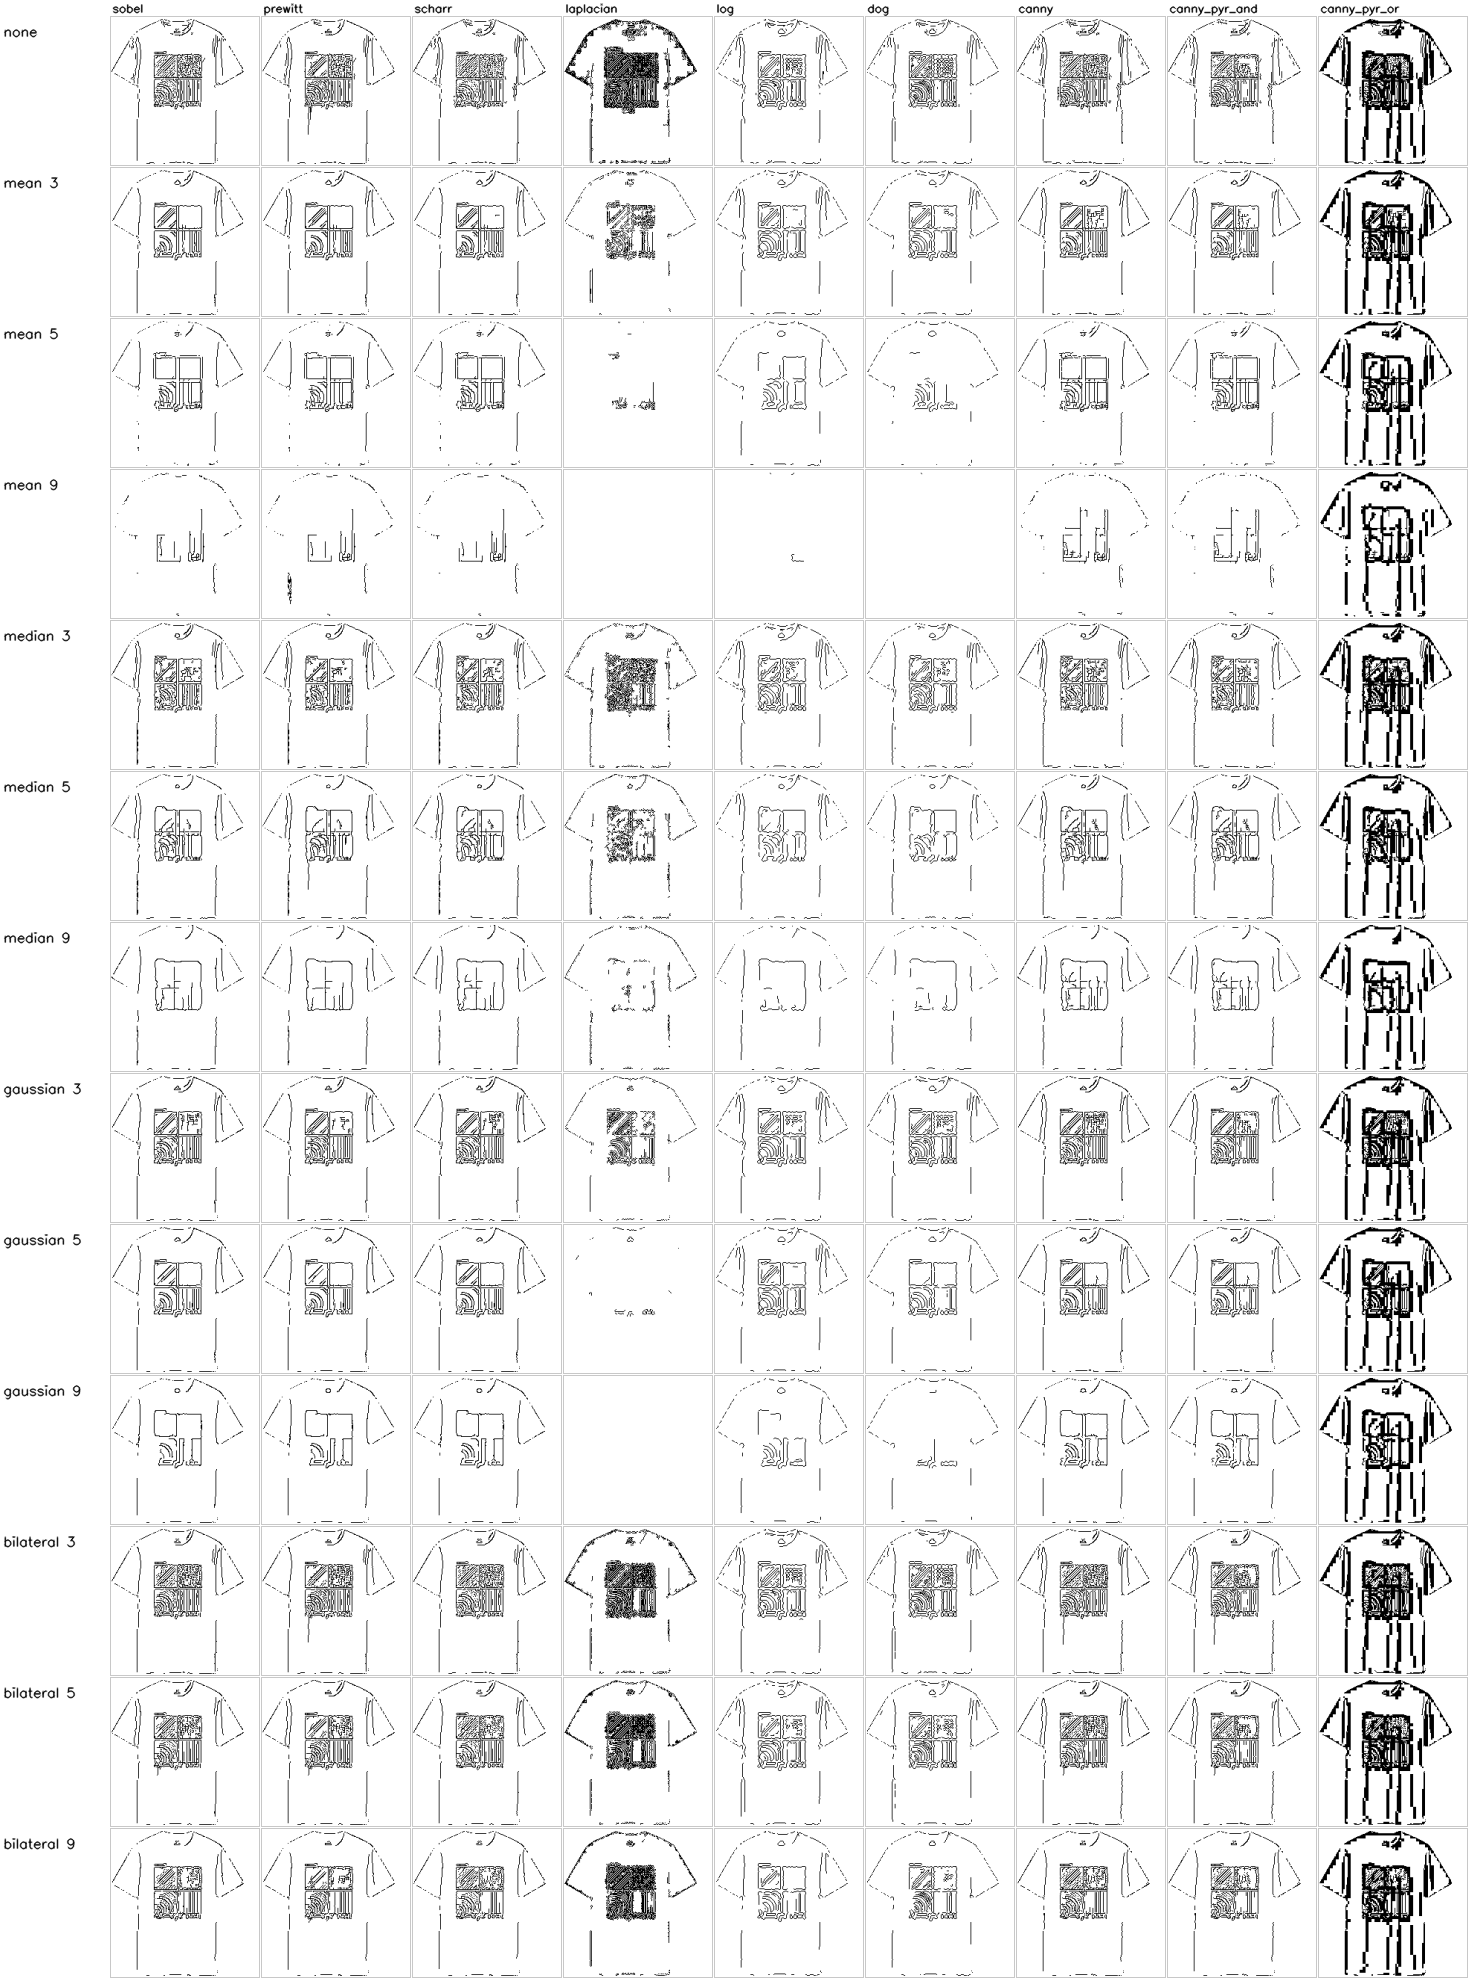 sobel prewitt scharr laplacian log dog canny canny_pyr_and canny_pyr_or
none
mean 3
mean 5
mean 9
median 3
median 5
median 9
gaussian 3
gaussian 5
gaussian 9
bilateral 3
bilateral 5
bilateral 9